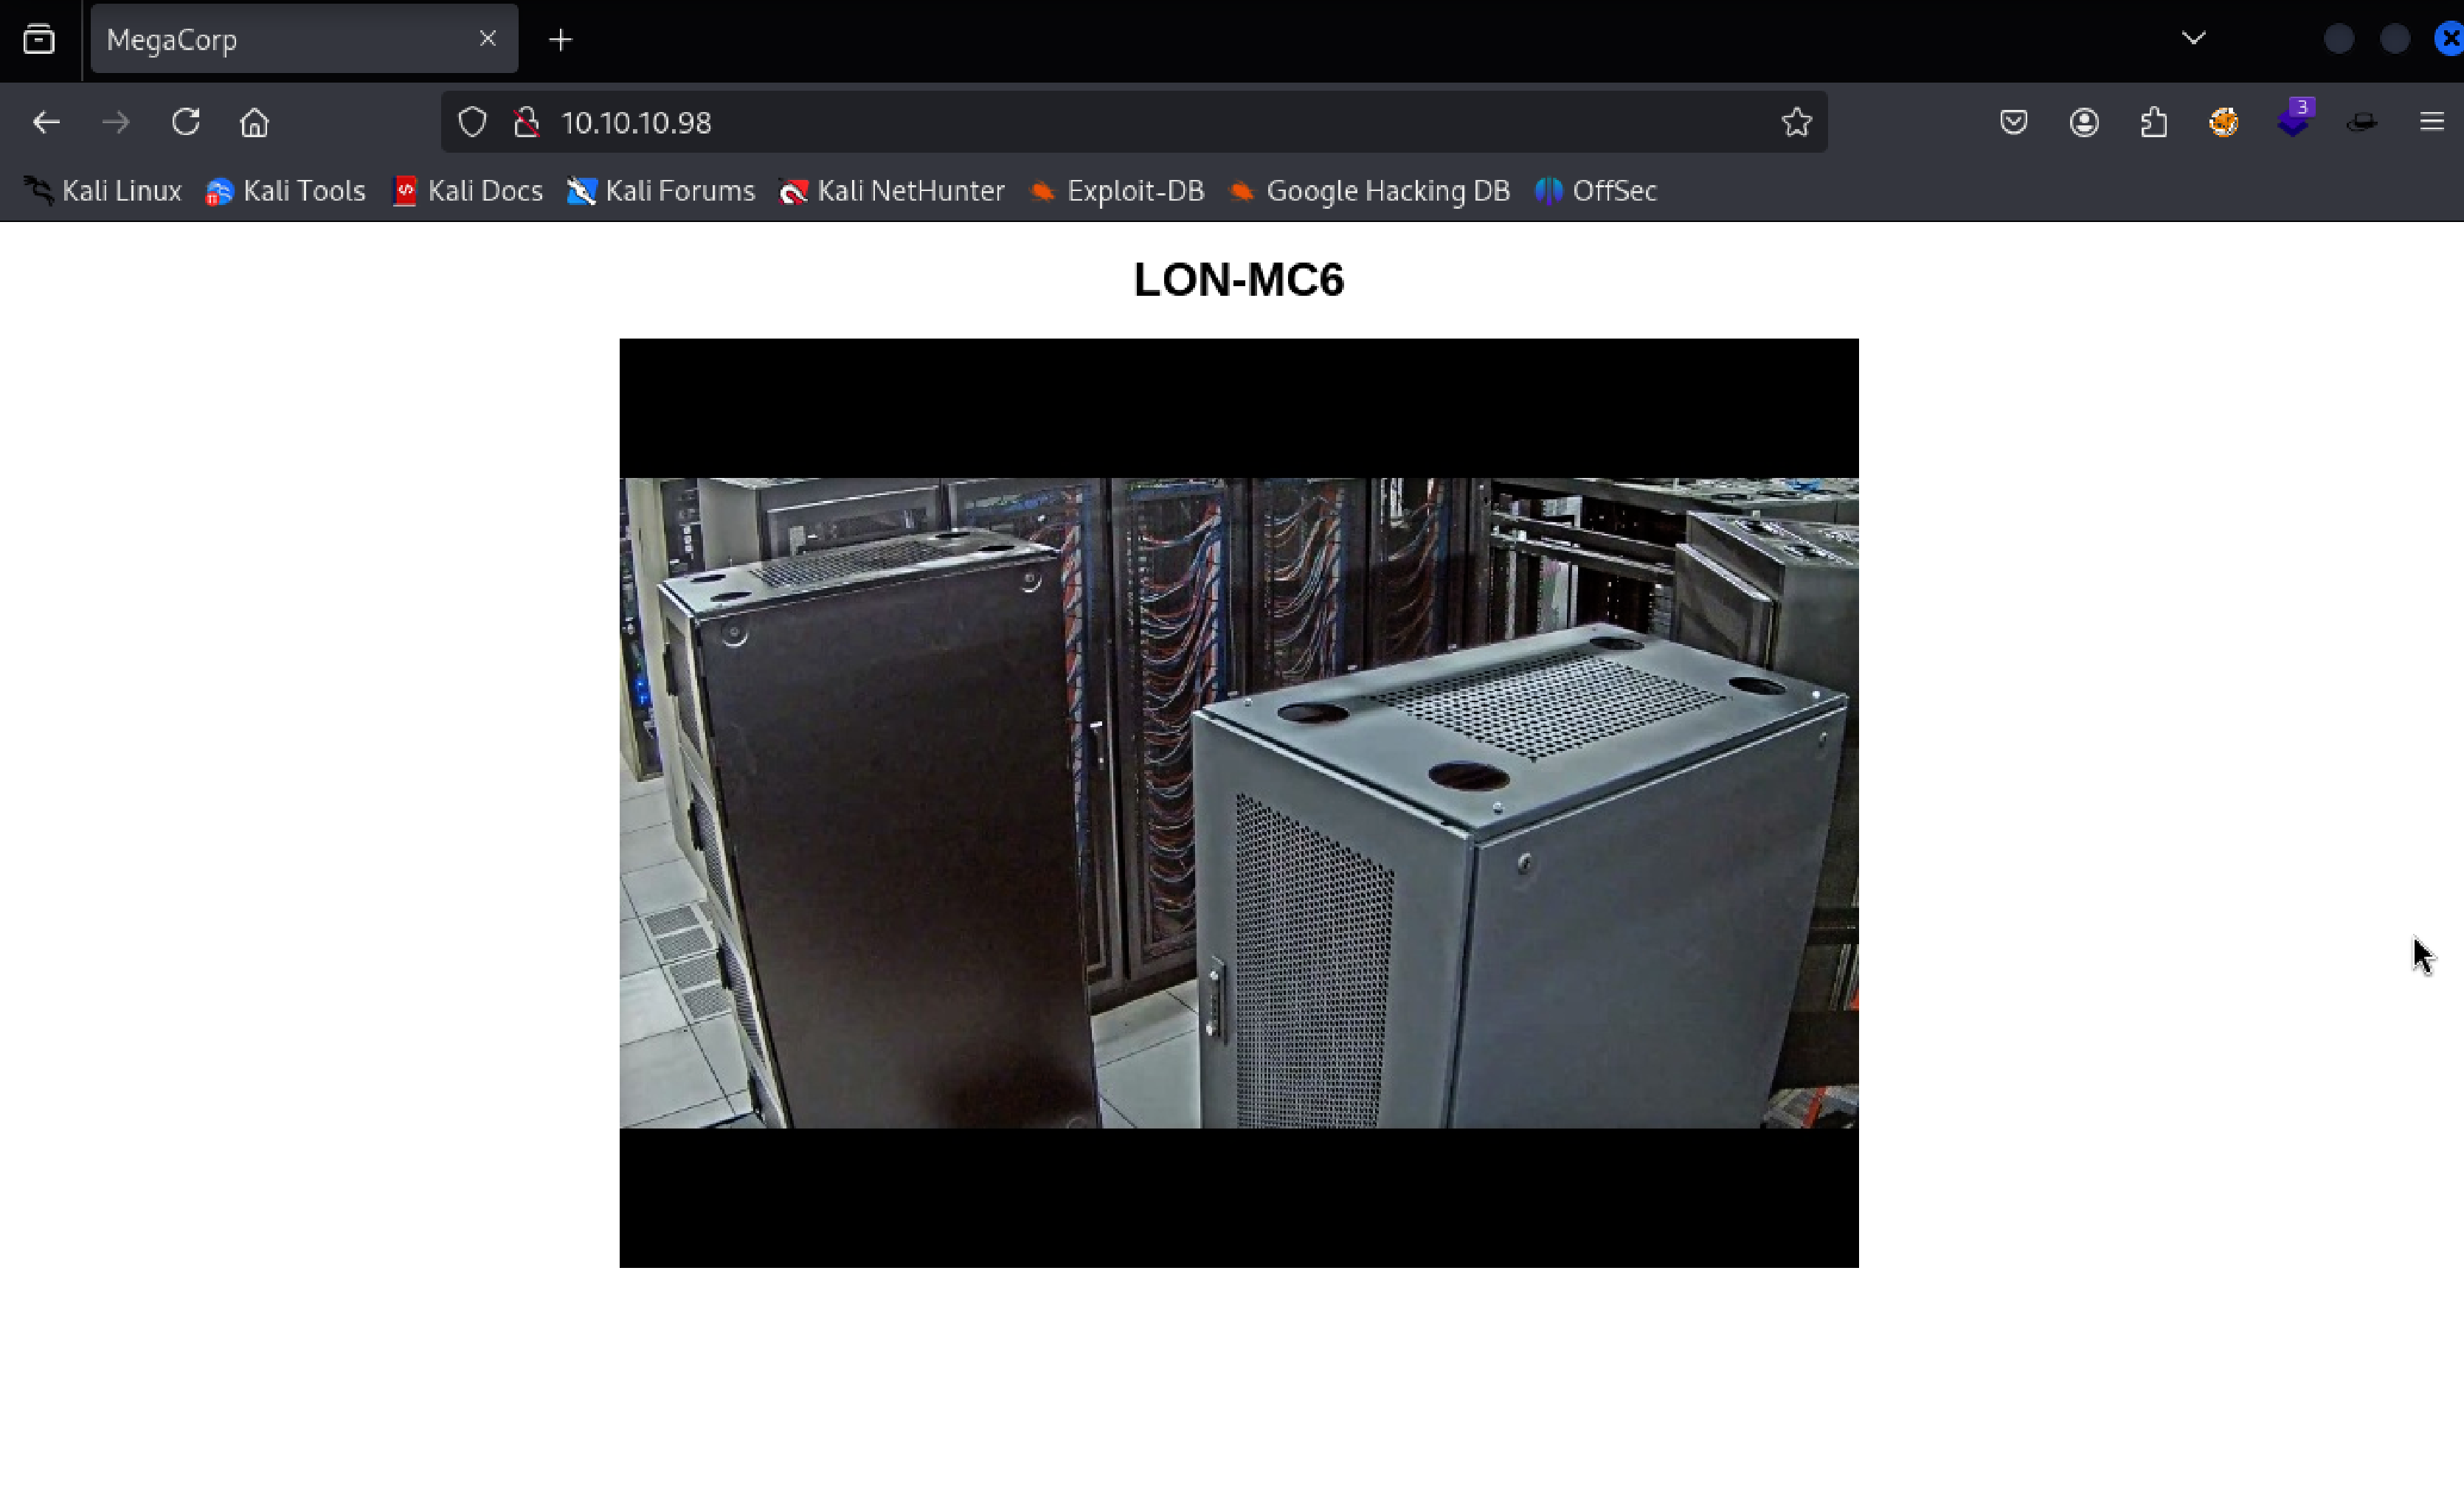 MegaCorp
10.10.10.98
3
Kali Linux Kali Tools Kali Docs Kali Forums Kali NetHunter Exploit-DB Google Hacking DB OffSec
LON-MC6